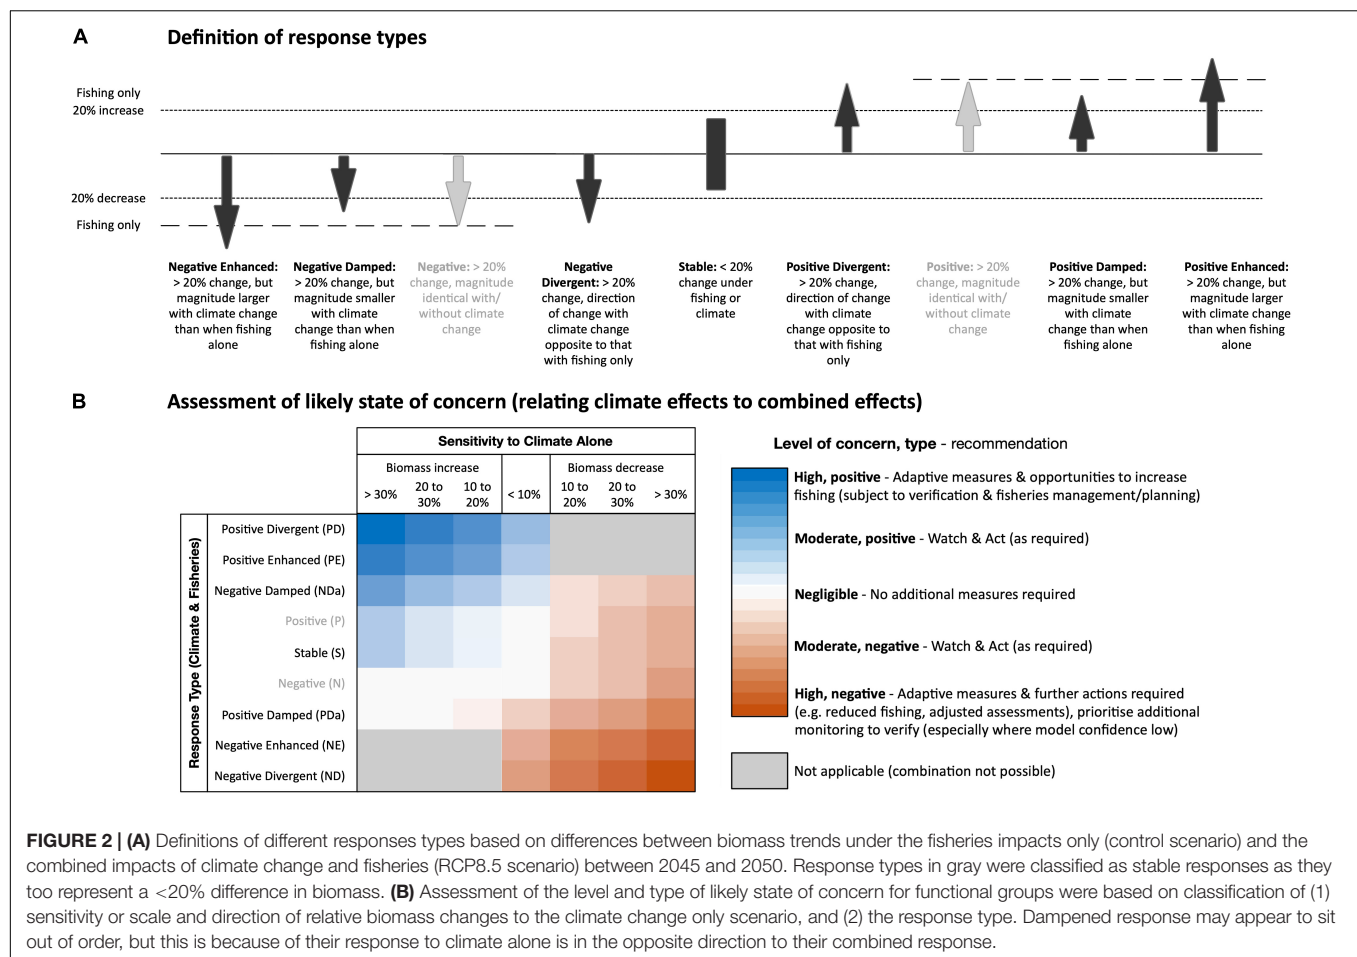 A Definition of response types
Fishing only
20% increase
20% decrease
Fishing only
Negative Enhanced:
> 20% change, but
magnitude larger
with climate change
than when fishing
alone
Negative Damped:
> 20% change, but
magnitude smaller
with climate
change than when
fishing alone
Negative: > 20%
change, magnitude
identical with/
without climate
change
Negative
Divergent: > 20%
change, direction
of change with
climate change
opposite to that
with fishing only
Stable: < 20%
change under
fishing or
climate
Positive Divergent:
> 20% change,
direction of change
with climate
change opposite to
that with fishing
only
Positive: > 20%
change, magnitude
identical with/
without climate
change
Positive Damped:
> 20% change, but
magnitude smaller
with climate
change than when
fishing alone
Positive Enhanced:
> 20% change, but
magnitude larger
with climate change
than when fishing
alone
B Assessment of likely state of concern (relating climate effects to combined effects)
Sensitivity to Climate Alone
Biomass increase
Biomass decrease
> 30%
20 to
30%
10 to
20%
< 10%
10 to
20%
20 to
30%
> 30%
Response Type (Climate & Fisheries)
Positive Divergent (PD)
Positive Enhanced (PE)
Negative Damped (NDa)
Positive (P)
Stable (S)
Negative (N)
Positive Damped (PDa)
Negative Enhanced (NE)
Negative Divergent (ND)
Level of concern, type - recommendation
High, positive - Adaptive measures & opportunities to increase
fishing (subject to verification & fisheries management/planning)
Moderate, positive - Watch & Act (as required)
Negligible - No additional measures required
Moderate, negative - Watch & Act (as required)
High, negative - Adaptive measures & further actions required
(e.g. reduced fishing, adjusted assessments), prioritise additional
monitoring to verify (especially where model confidence low)
Not applicable (combination not possible)
FIGURE 2 | (A) Definitions of different responses types based on differences between biomass trends under the fisheries impacts only (control scenario) and the
combined impacts of climate change and fisheries (RCP8.5 scenario) between 2045 and 2050. Response types in gray were classified as stable responses as they
too represent a <20% difference in biomass. (B) Assessment of the level and type of likely state of concern for functional groups were based on classification of (1)
sensitivity or scale and direction of relative biomass changes to the climate change only scenario, and (2) the response type. Dampened response may appear to sit
out of order, but this is because of their response to climate alone is in the opposite direction to their combined response.